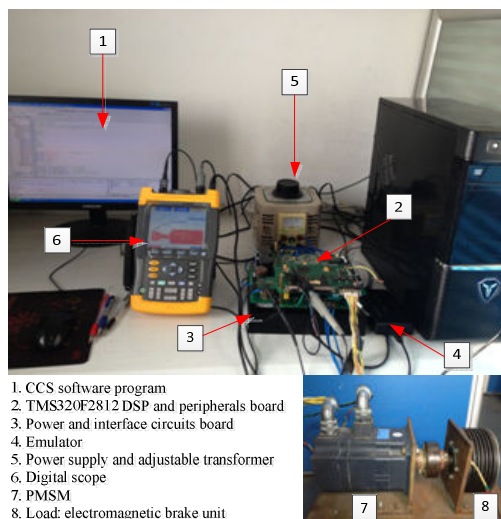 1
5
2
6
3
4
1. CCS software program
2. TMS320F2812 DSP and peripherals board
3. Power and interface circuits board
4. Emulator
5. Power supply and adjustable transformer
6. Digital scope
7. PMSM
8. Load: electromagnetic brake unit
7
8